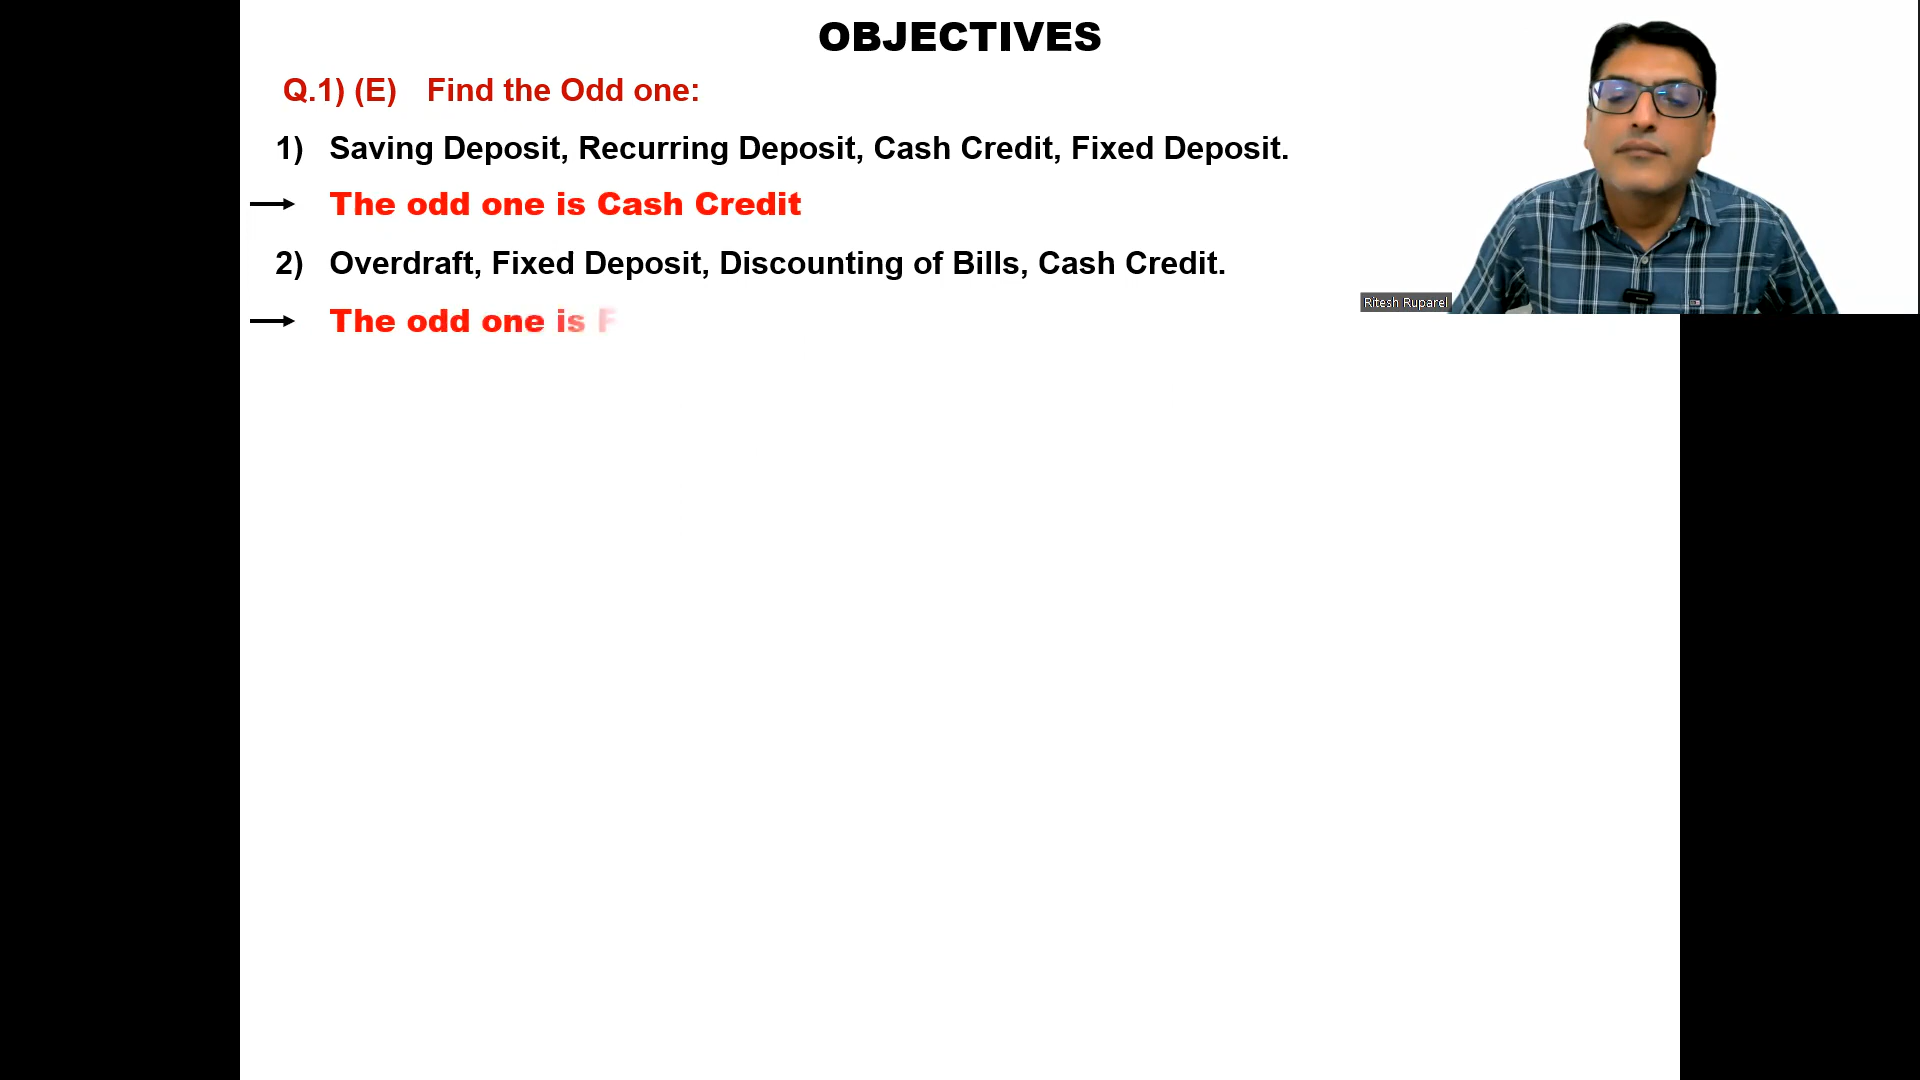 OBJECTIVES
Q.1) (E) Find the Odd one:
1) Saving Deposit, Recurring Deposit, Cash Credit, Fixed Deposit.
The odd one is Cash Credit
2) Overdraft, Fixed Deposit, Discounting of Bills, Cash Credit.
The odd one is F
Ritesh Ruparel